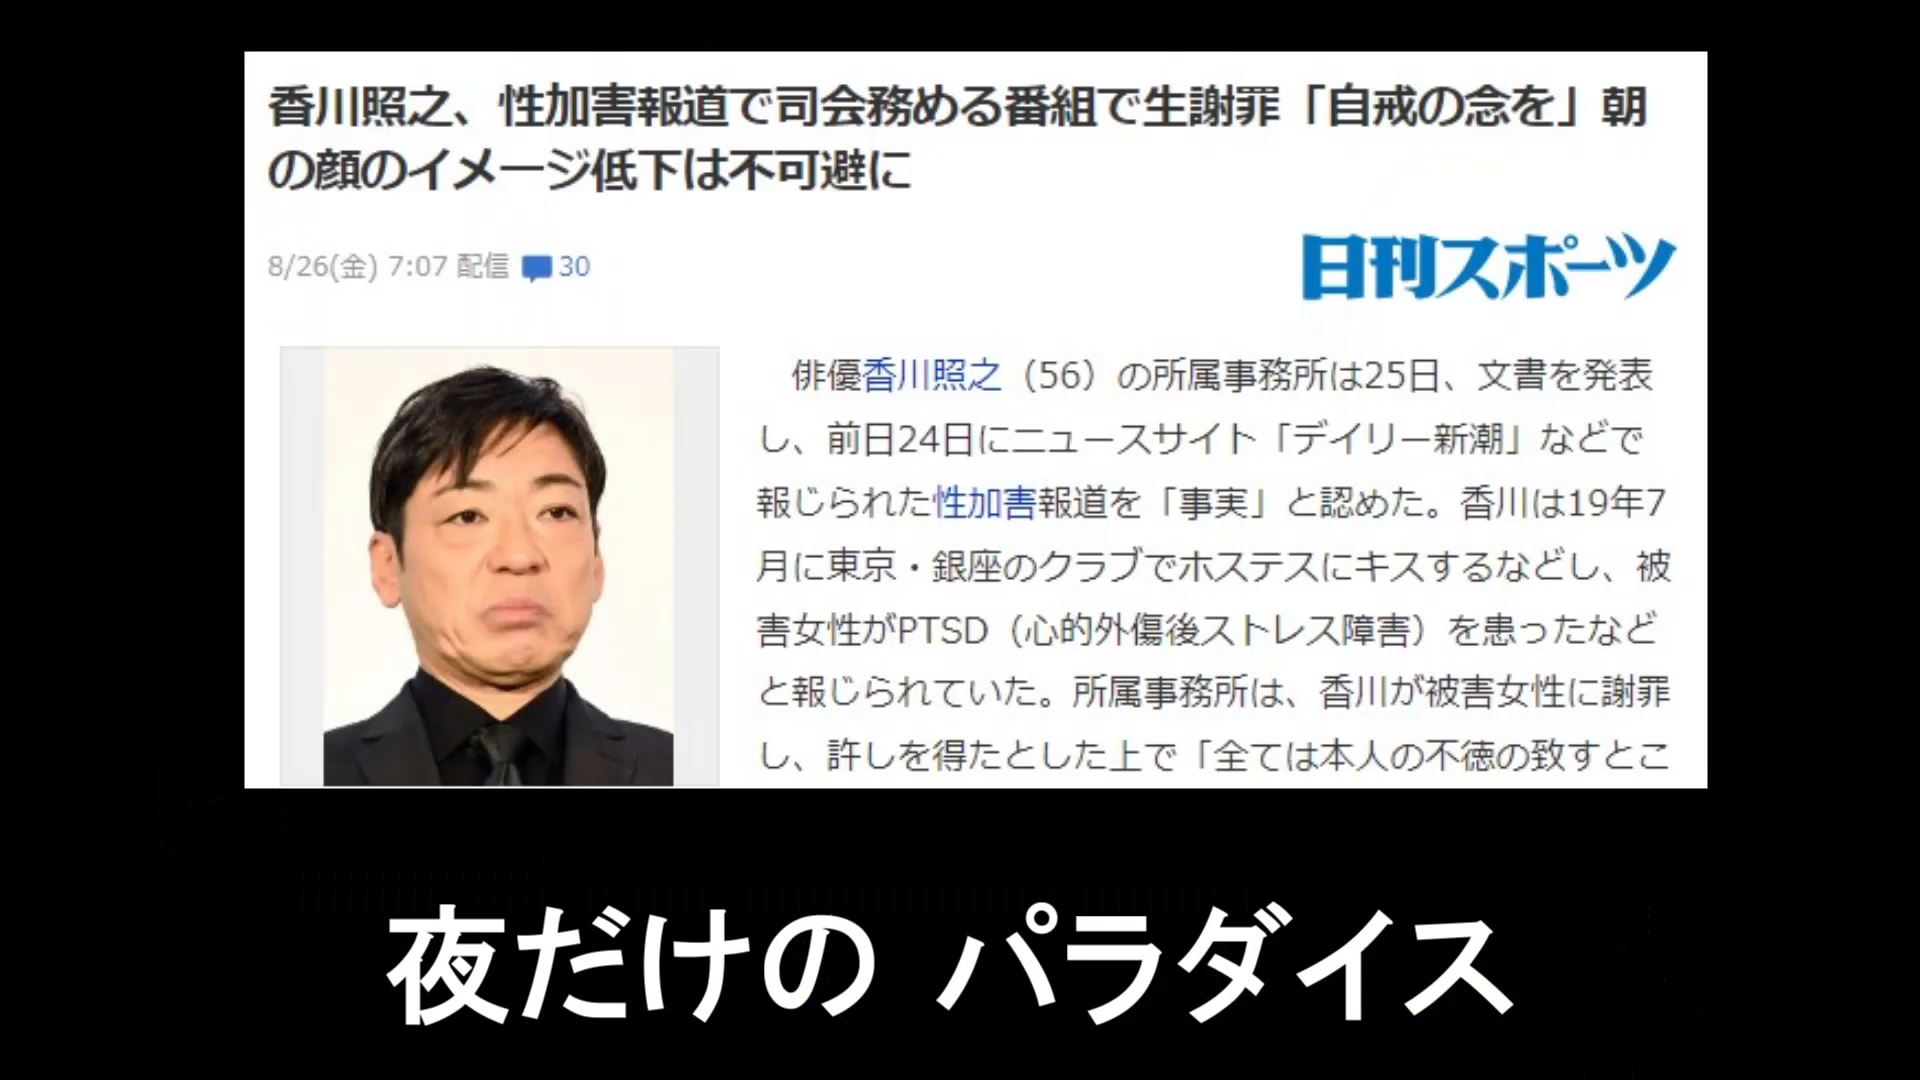 香川照之、性加害報道で司会務める番組で生謝罪「自戒の念を」朝
の顔のイメージ低下は不可避に
8/26(金) 7:07 配信 30
日刊スポーツ
俳優香川照之（56）の所属事務所は25日、文書を発表
し、前日24日にニュースサイト「デイリー新潮」などで
報じられた性加害報道を「事実」と認めた。香川は19年7
月に東京・銀座のクラブでホステスにキスするなどし、被
害女性がPTSD（心的外傷後ストレス障害）を患ったなど
と報じられていた。所属事務所は、香川が被害女性に謝罪
し、許しを得たとした上で「全ては本人の不徳の致すとこ
夜だけの パラダイス